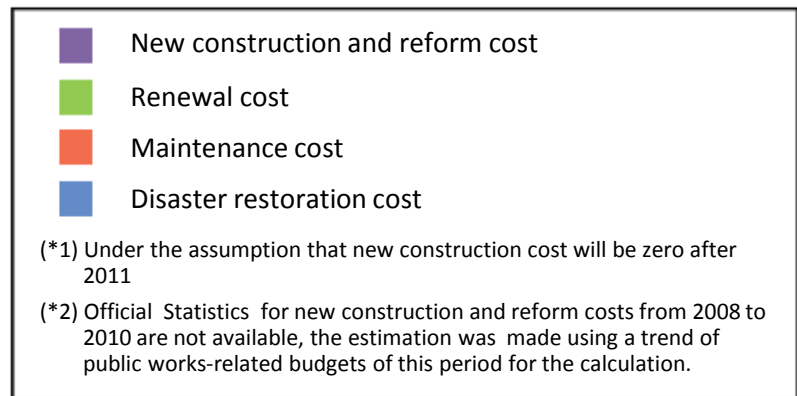 New construction and reform cost
Renewal cost
Maintenance cost
Disaster restoration cost
(*1) Under the assumption that new construction cost will be zero after
2011
(*2) Official Statistics for new construction and reform costs from 2008 to
2010 are not available, the estimation was made using a trend of
public works-related budgets of this period for the calculation.